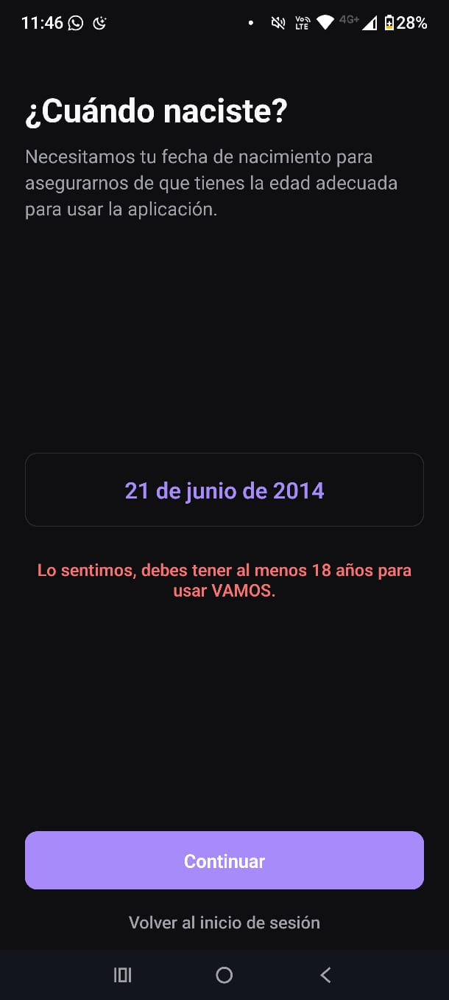 11:46
VoD LTE 4G+ 28%
¿Cuándo naciste?
Necesitamos tu fecha de nacimiento para
asegurarnos de que tienes la edad adecuada
para usar la aplicación.
21 de junio de 2014
Lo sentimos, debes tener al menos 18 años para
usar VAMOS.
Continuar
Volver al inicio de sesión